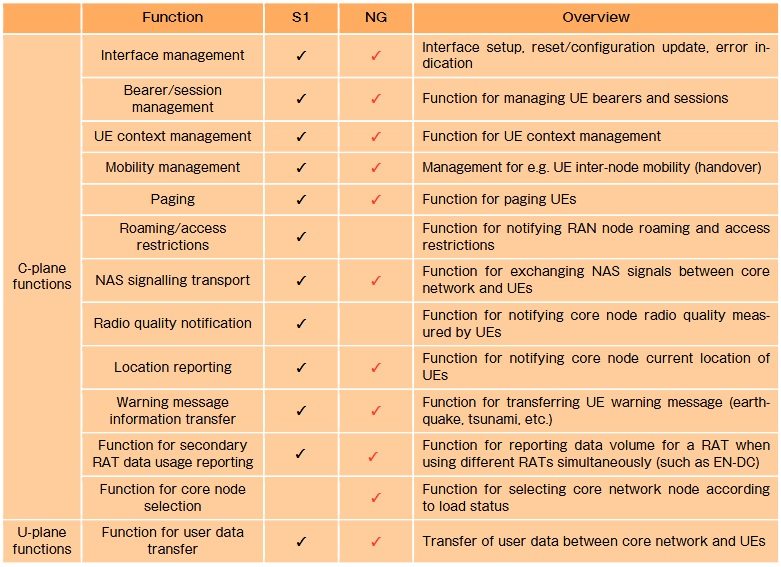 Function S1 NG Overview
C-plane
functions
Interface management ✓ ✓ Interface setup, reset/configuration update, error in-
dication
Bearer/session
management ✓ ✓ Function for managing UE bearers and sessions
UE context management ✓ ✓ Function for UE context management
Mobility management ✓ ✓ Management for e.g. UE inter-node mobility (handover)
Paging ✓ ✓ Function for paging UEs
Roaming/access
restrictions ✓ Function for notifying RAN node roaming and access
restrictions
NAS signalling transport ✓ ✓ Function for exchanging NAS signals between core
network and UEs
Radio quality notification ✓ Function for notifying core node radio quality meas-
ured by UEs
Location reporting ✓ ✓ Function for notifying core node current location of
UEs
Warning message
information transfer ✓ ✓ Function for transferring UE warning message (earth-
quake, tsunami, etc.)
Function for secondary
RAT data usage reporting ✓ ✓ Function for reporting data volume for a RAT when
using different RATs simultaneously (such as EN-DC)
Function for core node
selection ✓ Function for selecting core network node according
to load status
U-plane
functions
Function for user data
transfer ✓ ✓ Transfer of user data between core network and UEs